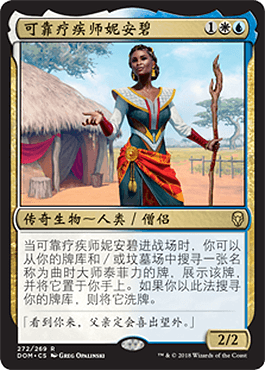 可靠疗疾师妮安碧 1
传奇生物～人类／僧侣
当可靠疗疾师妮安碧进战场时，你可以
从你的牌库和／或坟墓场中搜寻一张名
称为曲时大师泰菲力的牌，展示该牌，
并将它置于你手上。如果你以此法搜寻
你的牌库，则将它洗牌。
「看到你来，父亲定会喜出望外。」
2/2
272/269 R
DOM • CS GREG OPALINSKI
™ & © 2018 Wizards of the Coast